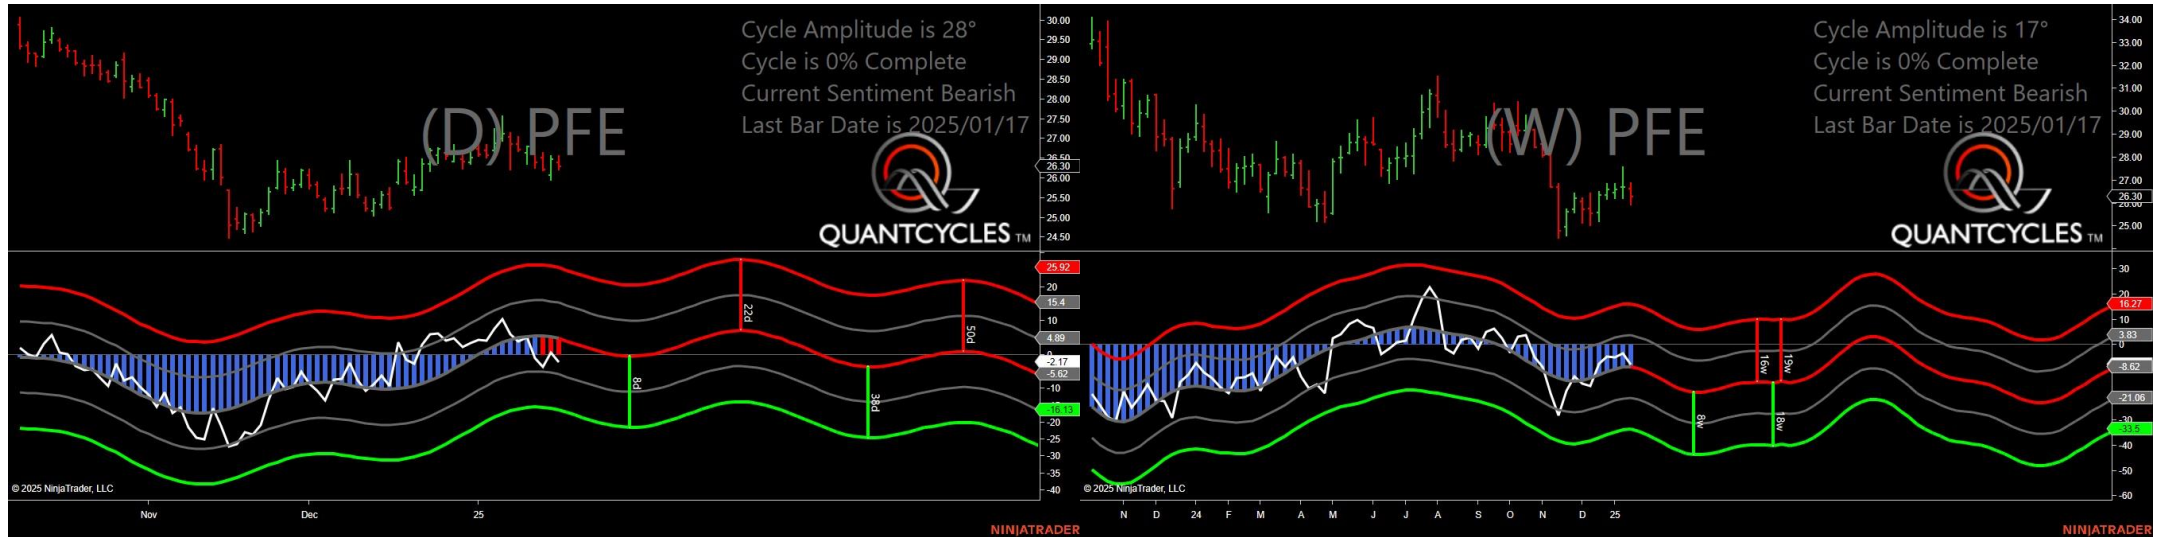 Cycle Amplitude is 28°
Cycle is 0% Complete
Current Sentiment Bearish
Last Bar Date is 2025/01/17
(D) PFE
QUANTCYCLES TM
30.00
29.50
29.00
28.50
28.00
27.50
27.00
26.50
26.30
26.00
25.50
25.00
24.50
25.92
20
15.4
10
4.89
0
-2.17
-5.62
-10
-16.13
-20
-25
-30
-35
-40
8d
22d
38d
50d
© 2025 NinjaTrader, LLC
Nov
Dec
25
NINJATRADER
Cycle Amplitude is 17°
Cycle is 0% Complete
Current Sentiment Bearish
Last Bar Date is 2025/01/17
(W) PFE
QUANTCYCLES TM
34.00
33.00
32.00
31.00
30.00
29.00
28.00
27.00
26.30
26.00
25.00
30
20
16.27
10
3.83
0
-8.62
-21.06
-30
-33.5
-40
-50
-60
8w
16w
18w
19w
© 2025 NinjaTrader, LLC
N D 24 F M A M J J A S O N D 25
NINJATRADER